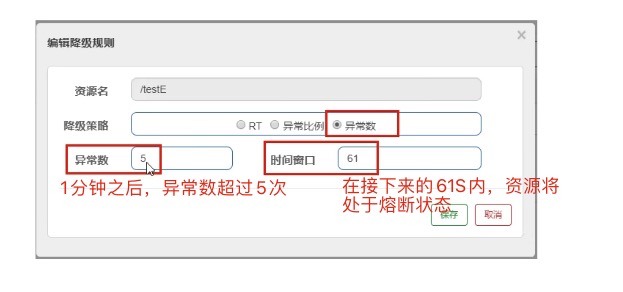 编辑降级规则
×
资源名 /testE
降级策略 RT 异常比例 异常数
异常数 5 时间窗口 61
1分钟之后，异常数超过5次
在接下来的61S内，资源将
处于熔断状态
保存 取消